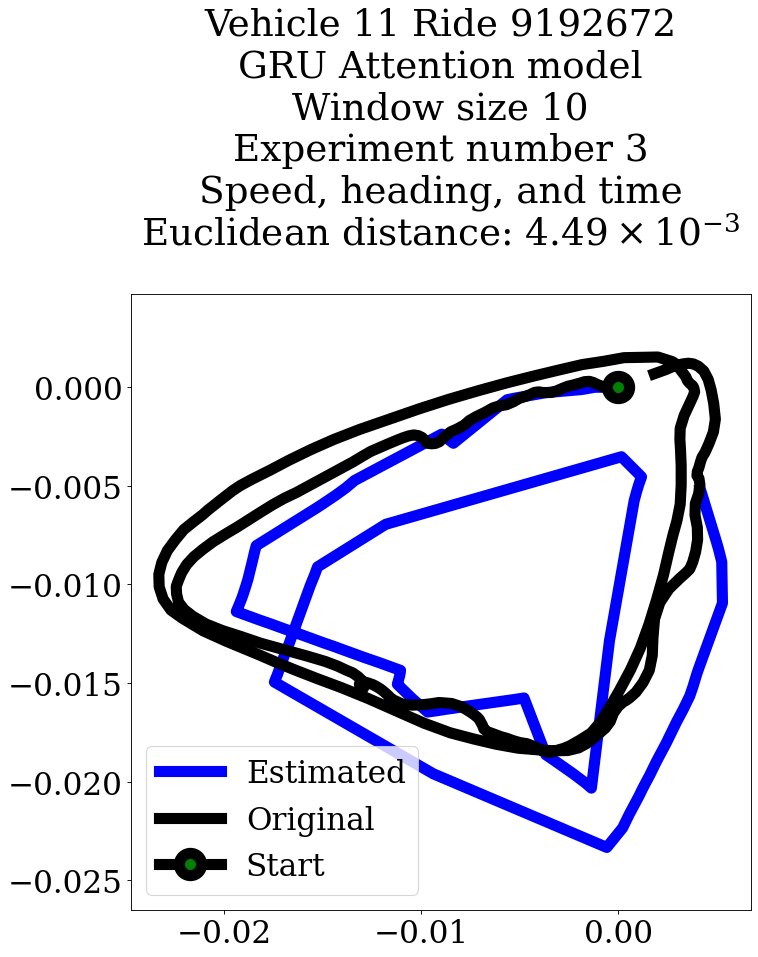 Vehicle 11 Ride 9192672
GRU Attention model
Window size 10
Experiment number 3
Speed, heading, and time
Euclidean distance: 4.49 × 10⁻³
0.000
−0.005
−0.010
−0.015
−0.020
−0.025
Estimated
Original
Start
−0.02
−0.01
0.00